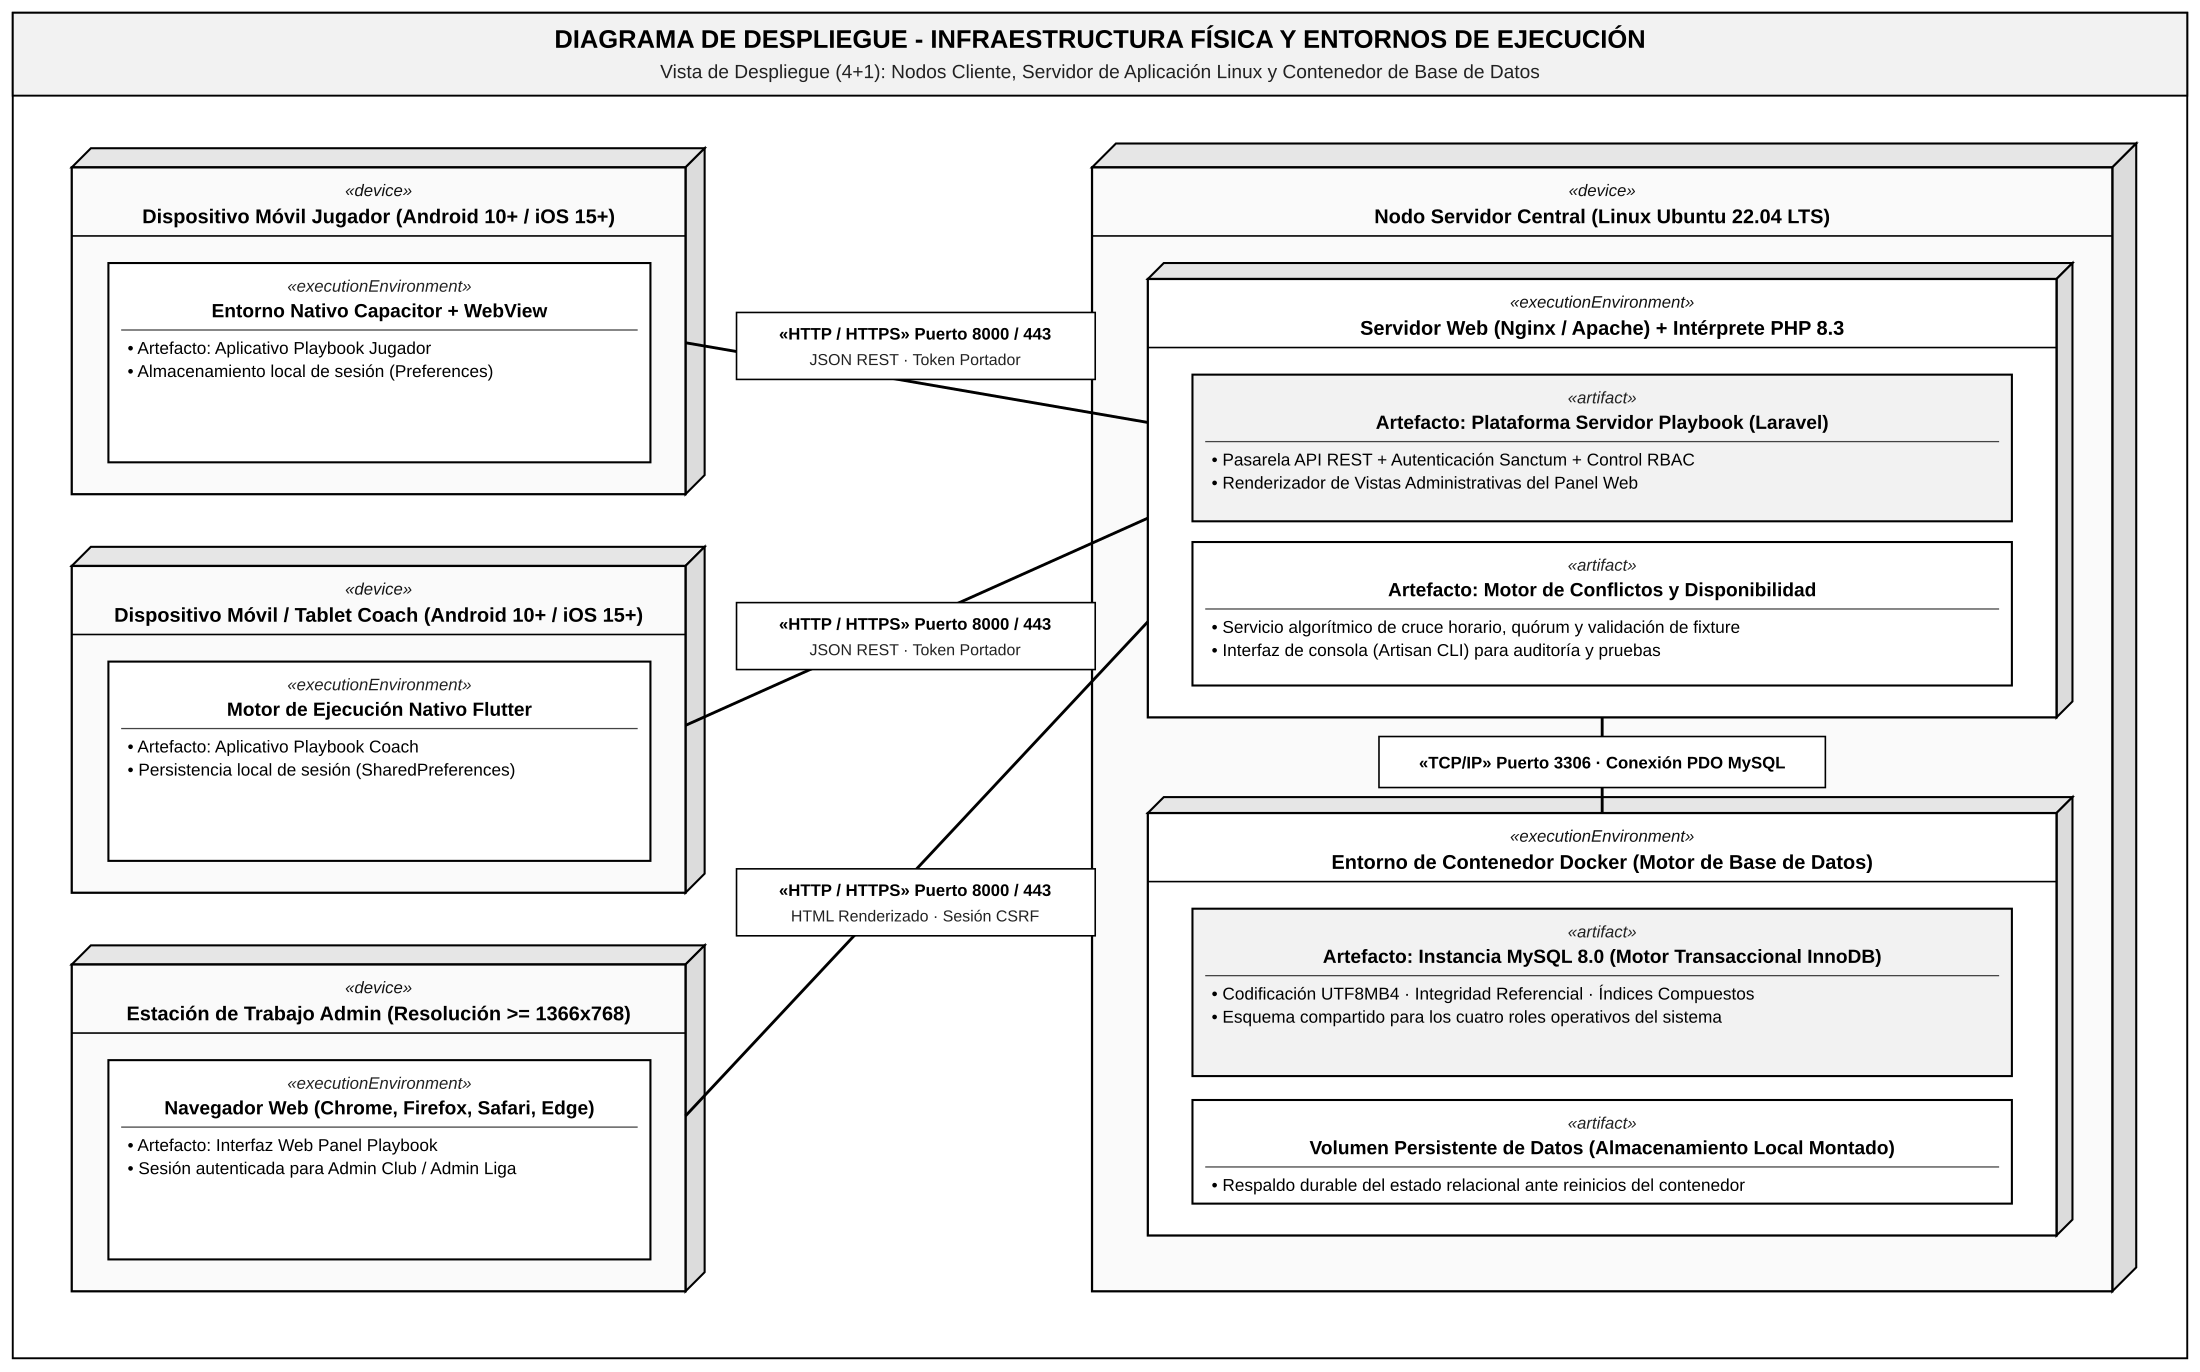 DIAGRAMA DE DESPLIEGUE - INFRAESTRUCTURA FÍSICA Y ENTORNOS DE EJECUCIÓN
Vista de Despliegue (4+1): Nodos Cliente, Servidor de Aplicación Linux y Contenedor de Base de Datos
«device»
Dispositivo Móvil Jugador (Android 10+ / iOS 15+)
«executionEnvironment»
Entorno Nativo Capacitor + WebView
• Artefacto: Aplicativo Playbook Jugador
• Almacenamiento local de sesión (Preferences)
«device»
Dispositivo Móvil / Tablet Coach (Android 10+ / iOS 15+)
«executionEnvironment»
Motor de Ejecución Nativo Flutter
• Artefacto: Aplicativo Playbook Coach
• Persistencia local de sesión (SharedPreferences)
«device»
Estación de Trabajo Admin (Resolución >= 1366x768)
«executionEnvironment»
Navegador Web (Chrome, Firefox, Safari, Edge)
• Artefacto: Interfaz Web Panel Playbook
• Sesión autenticada para Admin Club / Admin Liga
«HTTP / HTTPS» Puerto 8000 / 443
JSON REST · Token Portador
«HTTP / HTTPS» Puerto 8000 / 443
JSON REST · Token Portador
«HTTP / HTTPS» Puerto 8000 / 443
HTML Renderizado · Sesión CSRF
«device»
Nodo Servidor Central (Linux Ubuntu 22.04 LTS)
«executionEnvironment»
Servidor Web (Nginx / Apache) + Intérprete PHP 8.3
«artifact»
Artefacto: Plataforma Servidor Playbook (Laravel)
• Pasarela API REST + Autenticación Sanctum + Control RBAC
• Renderizador de Vistas Administrativas del Panel Web
«artifact»
Artefacto: Motor de Conflictos y Disponibilidad
• Servicio algorítmico de cruce horario, quórum y validación de fixture
• Interfaz de consola (Artisan CLI) para auditoría y pruebas
«TCP/IP» Puerto 3306 · Conexión PDO MySQL
«executionEnvironment»
Entorno de Contenedor Docker (Motor de Base de Datos)
«artifact»
Artefacto: Instancia MySQL 8.0 (Motor Transaccional InnoDB)
• Codificación UTF8MB4 · Integridad Referencial · Índices Compuestos
• Esquema compartido para los cuatro roles operativos del sistema
«artifact»
Volumen Persistente de Datos (Almacenamiento Local Montado)
• Respaldo durable del estado relacional ante reinicios del contenedor